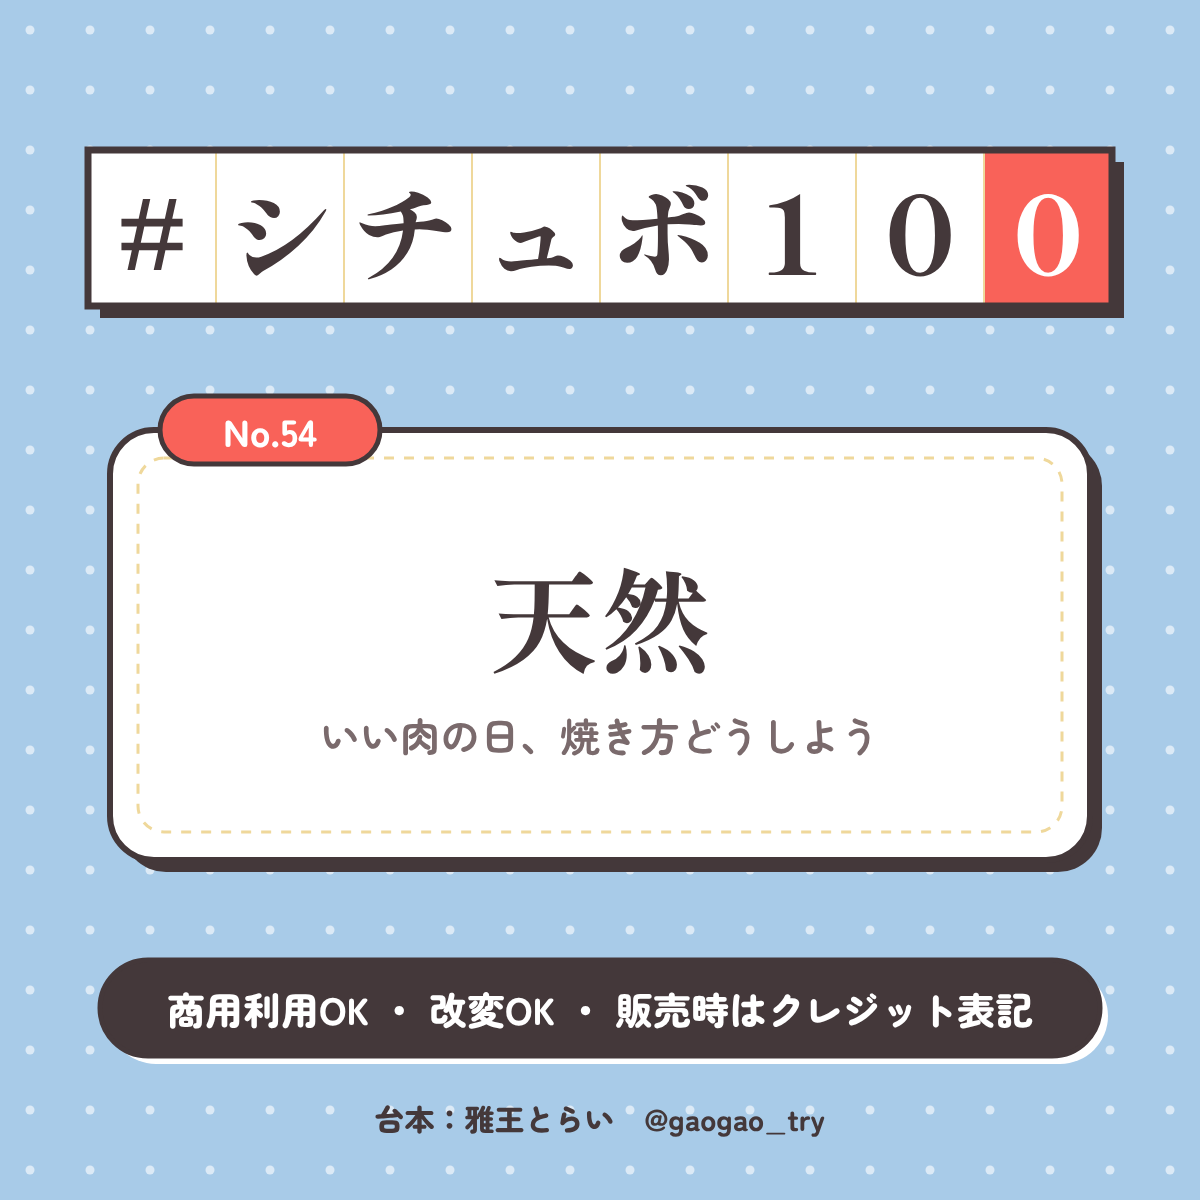 #シチュボ100
No.54
天然
いい肉の日、焼き方どうしよう
商用利用OK ・ 改変OK ・ 販売時はクレジット表記
台本：雅王とらい　@gaogao_try